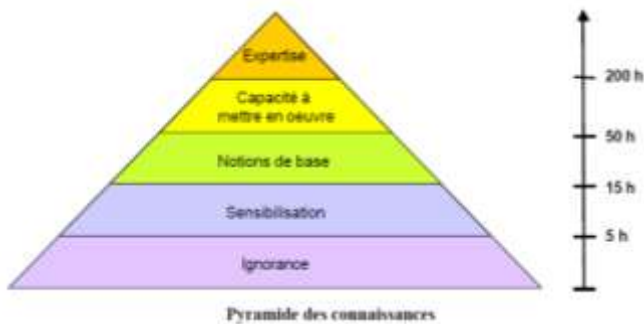 Expertise
Capacité à
mettre en oeuvre
Notions de base
Sensibilisation
Ignorance
200 h
50 h
15 h
5 h
Pyramide des connaissances